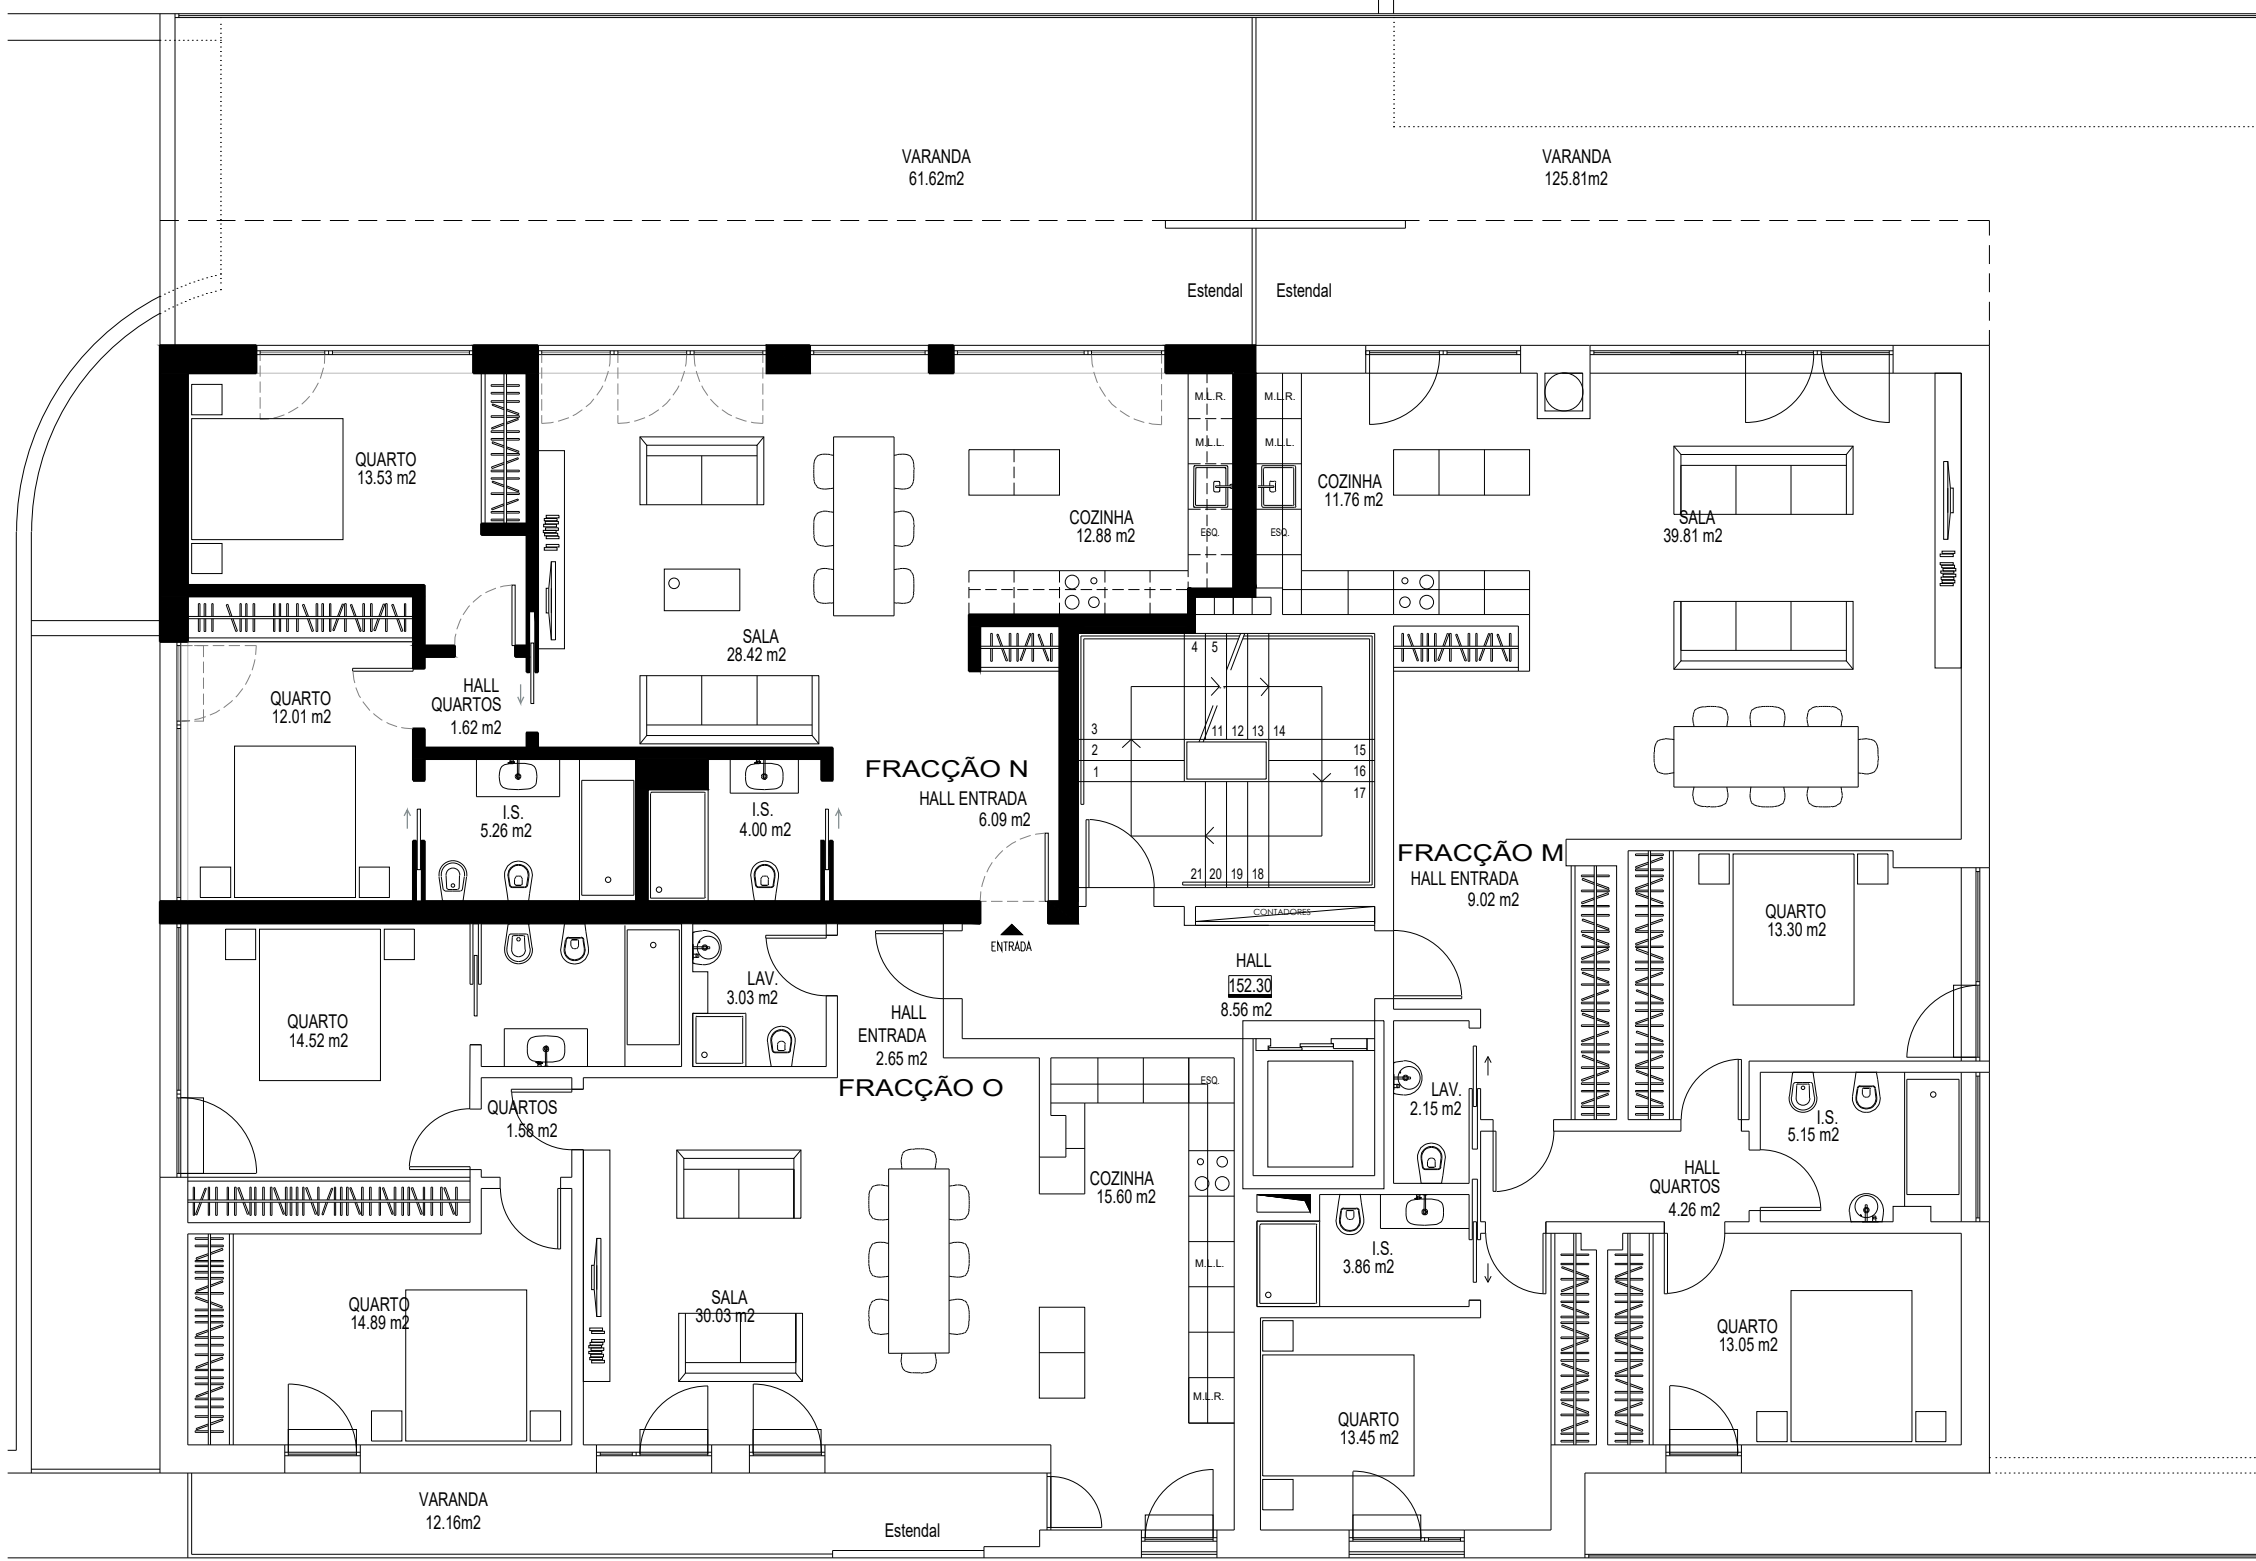 VARANDA
61.62m2
VARANDA
125.81m2
Estendal
Estendal
QUARTO
13.53 m2
M.L.R.
M.L.L.
ESQ.
M.L.R.
M.L.L.
ESQ.
COZINHA
12.88 m2
COZINHA
11.76 m2
SALA
39.81 m2
SALA
28.42 m2
HALL
QUARTOS
1.62 m2
QUARTO
12.01 m2
4 5
3
2
1
11 12 13 14
15
16
17
21 20 19 18
FRACÇÃO N
HALL ENTRADA
6.09 m2
I.S.
5.26 m2
I.S.
4.00 m2
FRACÇÃO M
HALL ENTRADA
9.02 m2
CONTADORES
ENTRADA
QUARTO
13.30 m2
HALL
152.30
8.56 m2
LAV.
3.03 m2
QUARTO
14.52 m2
HALL
ENTRADA
2.65 m2
FRACÇÃO O
QUARTOS
1.58 m2
ESQ.
LAV.
2.15 m2
I.S.
5.15 m2
COZINHA
15.60 m2
HALL
QUARTOS
4.26 m2
M.L.L.
I.S.
3.86 m2
QUARTO
14.89 m2
SALA
30.03 m2
QUARTO
13.05 m2
M.L.R.
QUARTO
13.45 m2
VARANDA
12.16m2
Estendal